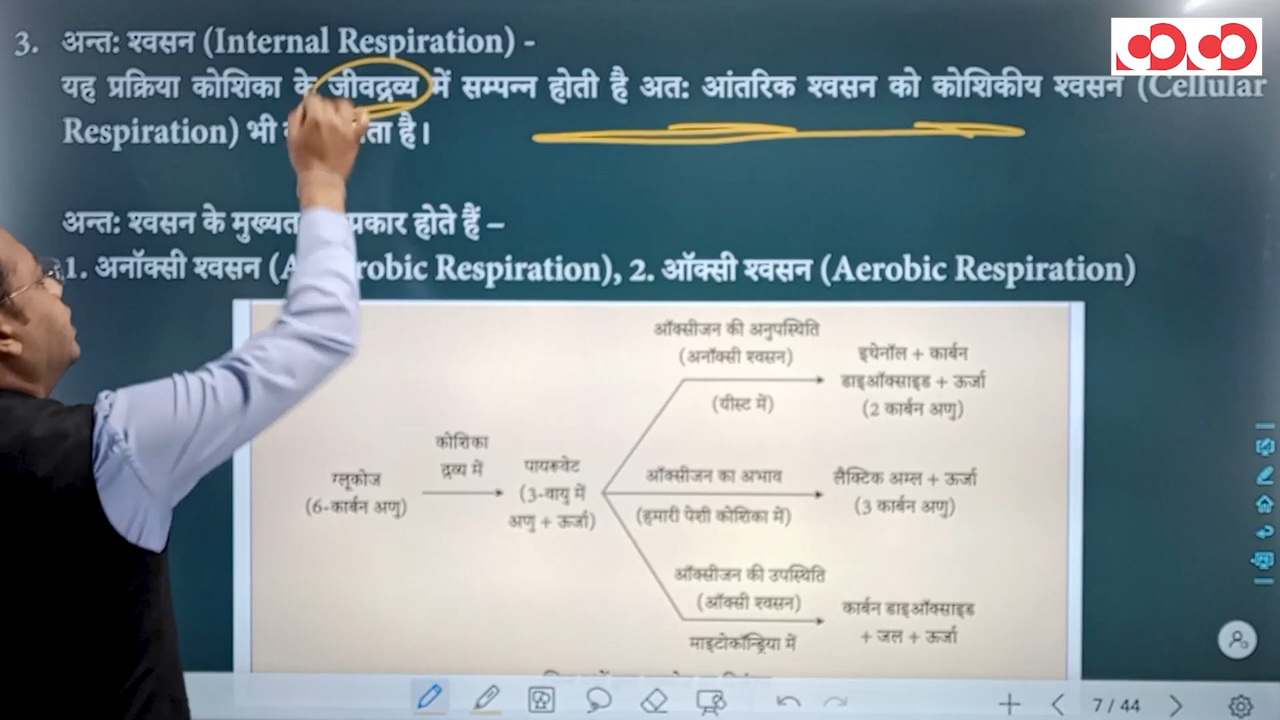 3. अन्त: श्वसन (Internal Respiration) -
यह प्रक्रिया कोशिका के जीवद्रव्य में सम्पन्न होती है अत: आंतरिक श्वसन को कोशिकीय श्वसन (Cellular
Respiration) भी है।
अन्त: श्वसन के मुख्यत प्रकार होते हैं –
1. अनॉक्सी श्वसन (A robic Respiration), 2. ऑक्सी श्वसन (Aerobic Respiration)
ऑक्सीजन की अनुपस्थिति
(अनॉक्सी श्वसन)
(यीस्ट में)
इथेनॉल + कार्बन
डाइऑक्साइड + ऊर्जा
(2 कार्बन अणु)
ग्लूकोज
(6-कार्बन अणु)
कोशिका
द्रव्य में
पायरूवेट
(3-वायु में
अणु + ऊर्जा)
ऑक्सीजन का अभाव
(हमारी पेशी कोशिका में)
लैक्टिक अम्ल + ऊर्जा
(3 कार्बन अणु)
ऑक्सीजन की उपस्थिति
(ऑक्सी श्वसन)
माइटोकॉन्ड्रिया में
कार्बन डाइऑक्साइड
+ जल + ऊर्जा
7 / 44